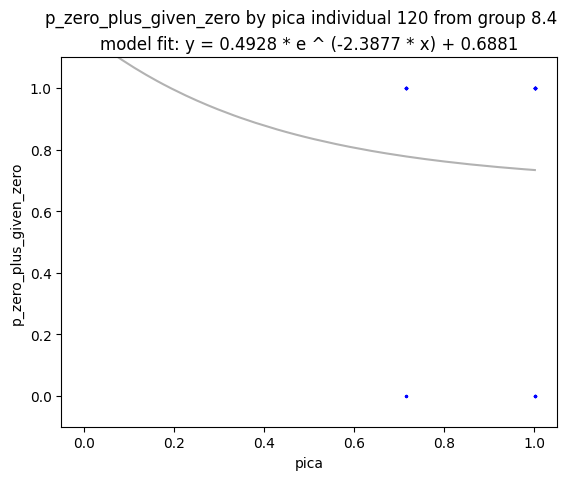 p_zero_plus_given_zero by pica individual 120 from group 8.4
model fit: y = 0.4928 * e ^ (-2.3877 * x) + 0.6881
p_zero_plus_given_zero
1.0
0.8
0.6
0.4
0.2
0.0
0.0 0.2 0.4 0.6 0.8 1.0
pica